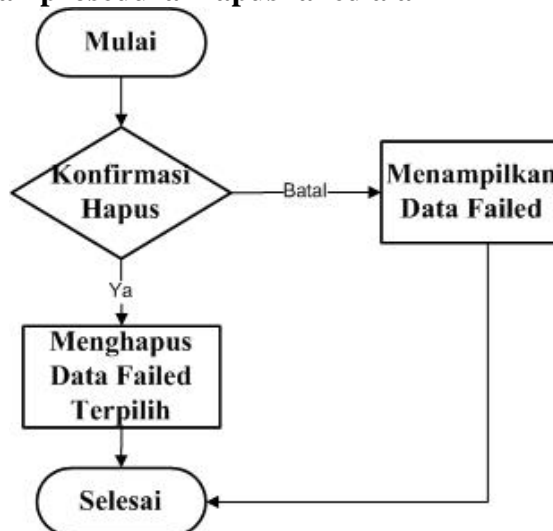 Mulai
Konfirmasi
Hapus
Batal
Menampilkan
Data Failed
Ya
Menghapus
Data Failed
Terpilih
Selesai